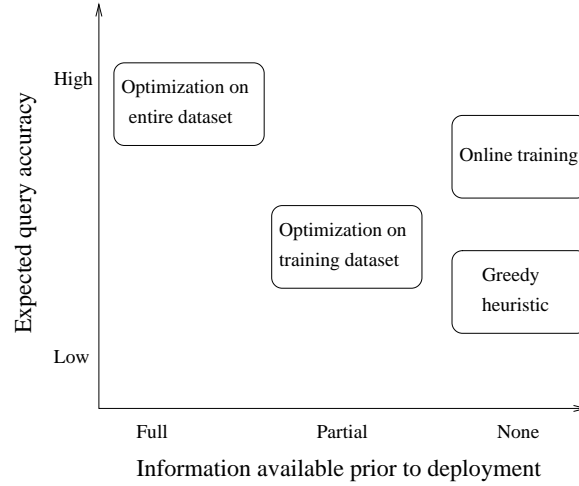 High
Optimization on
entire dataset
Online training
Expected query accuracy
Optimization on
training dataset
Greedy
heuristic
Low
Full
Partial
None
Information available prior to deployment